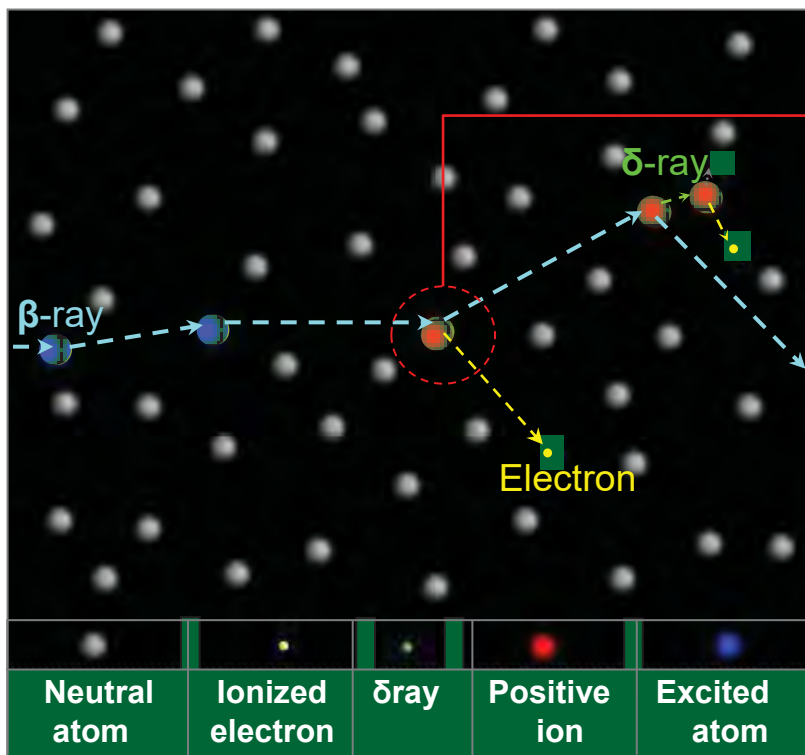 δ-ray
β-ray
Electron
Neutral atom
Ionized electron
δray
Positive ion
Excited atom